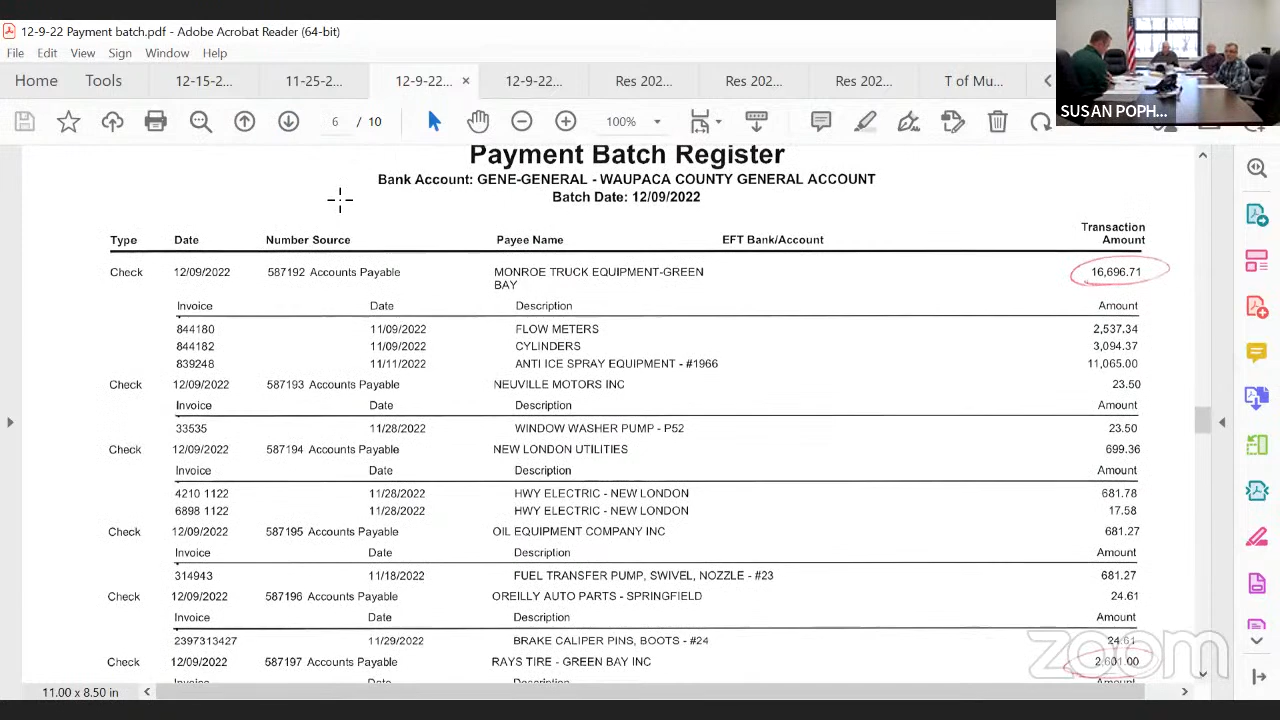 12-9-22 Payment batch.pdf - Adobe Acrobat Reader (64-bit)
File Edit View Sign Window Help
Home Tools 12-15-2... 11-25-2... 12-9-22... × 12-9-22... Res 202... Res 202... Res 202... T of Mu...
SUSAN POPH...
6 / 10 100%
Payment Batch Register
Bank Account: GENE-GENERAL - WAUPACA COUNTY GENERAL ACCOUNT
Batch Date: 12/09/2022
Transaction
Type Date Number Source Payee Name EFT Bank/Account Amount
Check 12/09/2022 587192 Accounts Payable MONROE TRUCK EQUIPMENT-GREEN 16,696.71
BAY
Invoice Date Description Amount
844180 11/09/2022 FLOW METERS 2,537.34
844182 11/09/2022 CYLINDERS 3,094.37
839248 11/11/2022 ANTI ICE SPRAY EQUIPMENT - #1966 11,065.00
Check 12/09/2022 587193 Accounts Payable NEUVILLE MOTORS INC 23.50
Invoice Date Description Amount
33535 11/28/2022 WINDOW WASHER PUMP - P52 23.50
Check 12/09/2022 587194 Accounts Payable NEW LONDON UTILITIES 699.36
Invoice Date Description Amount
4210 1122 11/28/2022 HWY ELECTRIC - NEW LONDON 681.78
6898 1122 11/28/2022 HWY ELECTRIC - NEW LONDON 17.58
Check 12/09/2022 587195 Accounts Payable OIL EQUIPMENT COMPANY INC 681.27
Invoice Date Description Amount
314943 11/18/2022 FUEL TRANSFER PUMP, SWIVEL, NOZZLE - #23 681.27
Check 12/09/2022 587196 Accounts Payable OREILLY AUTO PARTS - SPRINGFIELD 24.61
Invoice Date Description Amount
2397313427 11/29/2022 BRAKE CALIPER PINS, BOOTS - #24 24.61
Check 12/09/2022 587197 Accounts Payable RAYS TIRE - GREEN BAY INC 2,601.00
Invoice Date Description Amount
zoom
11.00 x 8.50 in